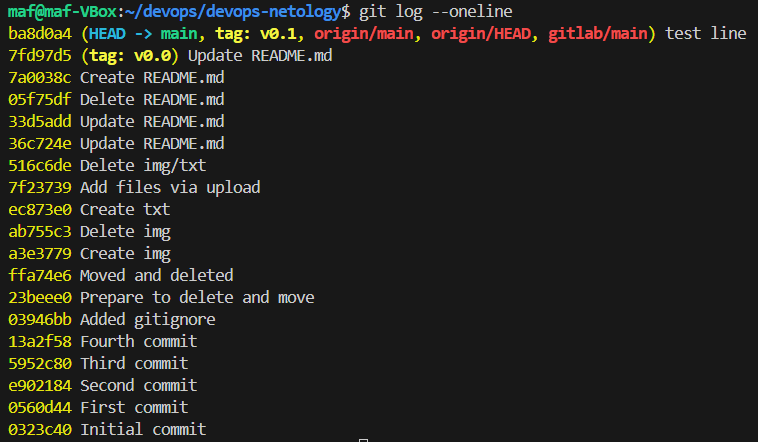 maf@maf-VBox:~/devops/devops-netology$ git log --oneline
ba8d0a4 (HEAD -> main, tag: v0.1, origin/main, origin/HEAD, gitlab/main) test line
7fd97d5 (tag: v0.0) Update README.md
7a0038c Create README.md
05f75df Delete README.md
33d5add Update README.md
36c724e Update README.md
516c6de Delete img/txt
7f23739 Add files via upload
ec873e0 Create txt
ab755c3 Delete img
a3e3779 Create img
ffa74e6 Moved and deleted
23beee0 Prepare to delete and move
03946bb Added gitignore
13a2f58 Fourth commit
5952c80 Third commit
e902184 Second commit
0560d44 First commit
0323c40 Initial commit